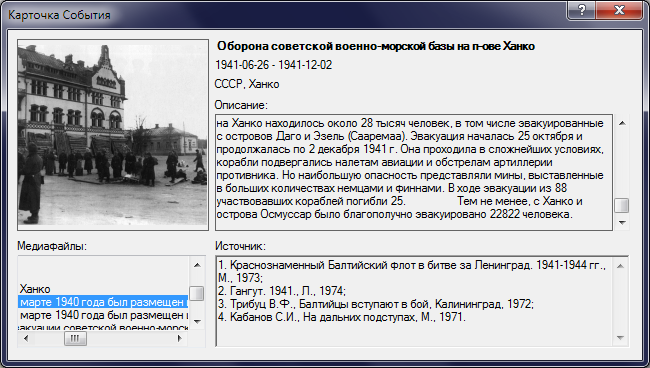 Карточка События
Оборона советской военно-морской базы на п-ове Ханко
1941-06-26 - 1941-12-02
СССР, Ханко
Описание:
на Ханко находилось около 28 тысяч человек, в том числе эвакуированные
с островов Даго и Эзель (Сааремаа). Эвакуация началась 25 октября и
продолжалась по 2 декабря 1941 г. Она проходила в сложнейших условиях,
корабли подвергались налетам авиации и обстрелам артиллерии
противника. Но наибольшую опасность представляли мины, выставленные
в больших количествах немцами и финнами. В ходе эвакуации из 88
участвовавших кораблей погибли 25. Тем не менее, с Ханко и
острова Осмуссар было благополучно эвакуировано 22822 человека.
Медиафайлы:
Ханко
марте 1940 года был размещен
марте 1940 года был размещен
советской военно-морск
Источник:
1. Краснознаменный Балтийский флот в битве за Ленинград. 1941-1944 гг.,
М., 1973;
2. Гангут. 1941., Л., 1974;
3. Трибуц В.Ф., Балтийцы вступают в бой, Калининград, 1972;
4. Кабанов С.И., На дальних подступах, М., 1971.